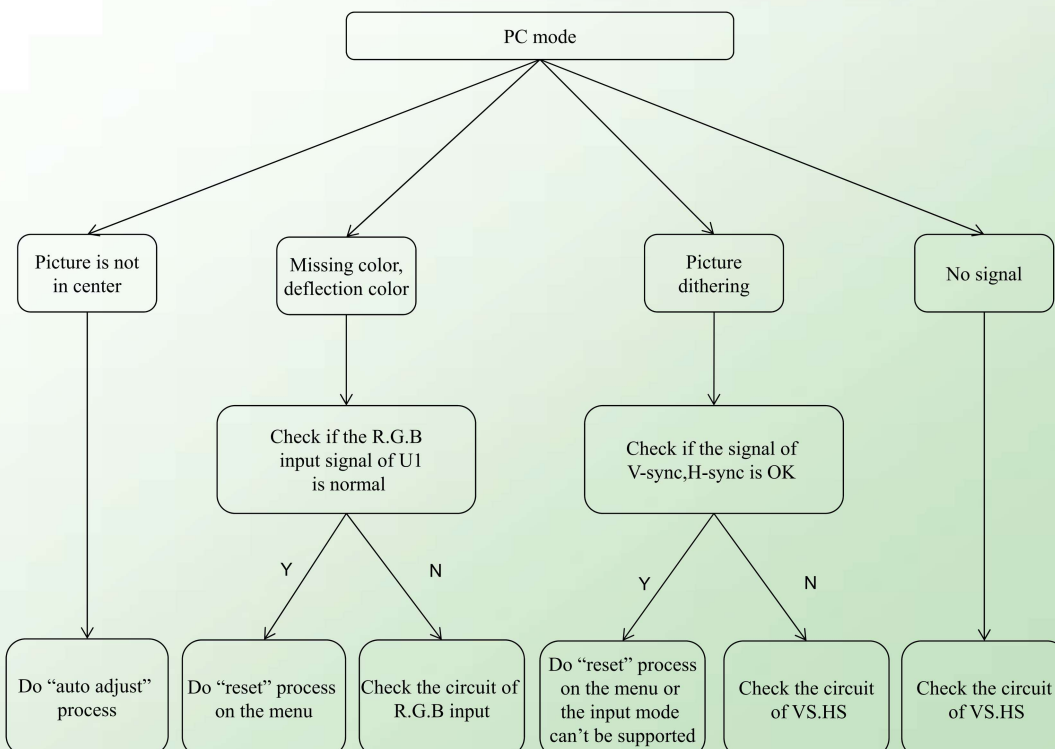 PC mode
Picture is not
in center
Missing color,
deflection color
Picture
dithering
No signal
Check if the R.G.B
input signal of U1
is normal
Check if the signal of
V-sync,H-sync is OK
Y
N
Y
N
Do “auto adjust”
process
Do “reset” process
on the menu
Check the circuit of
R.G.B input
Do “reset” process
on the menu or
the input mode
can’t be supported
Check the circuit
of VS.HS
Check the circuit
of VS.HS